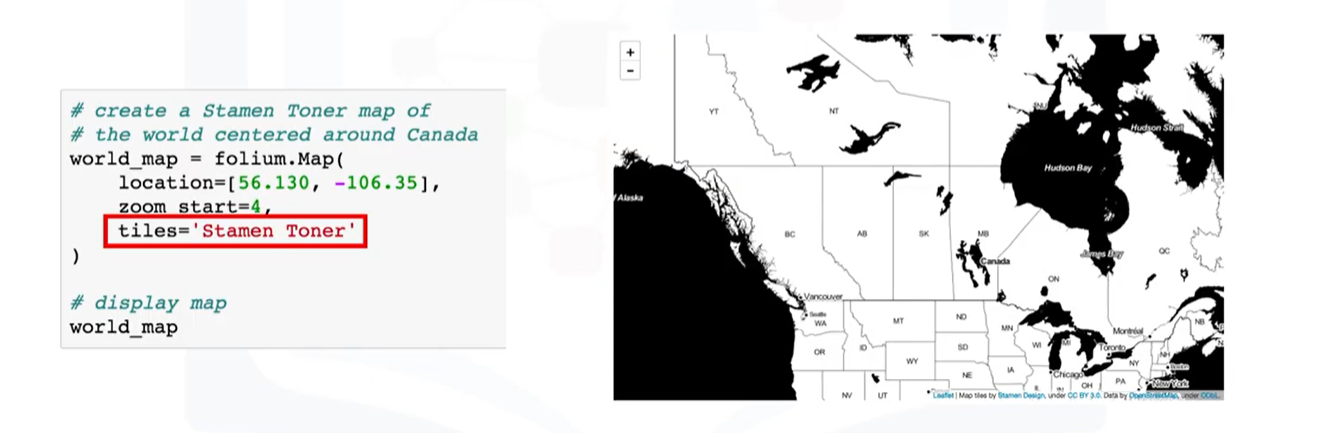 # create a Stamen Toner map of
# the world centered around Canada
world_map = folium.Map(
    location=[56.130, -106.35],
    zoom start=4,
    tiles='Stamen Toner'
)
# display map
world_map
+
-
YT
NT
NU
Hudson Strait
Hudson Bay
Alaska
BC
AB
SK
MB
James Bay
QC
Canada
ON
Vancouver
Seattle
WA
MT
ND
MN
Montréal
NB
OR
ID
WY
SD
WI
MI
Toronto
NH
NY
Boston
NE
IA
Chicago
IL
OH
PA
New York
NV
UT
Leaflet | Map tiles by Stamen Design, under CC BY 3.0. Data by OpenStreetMap, under ODbL.